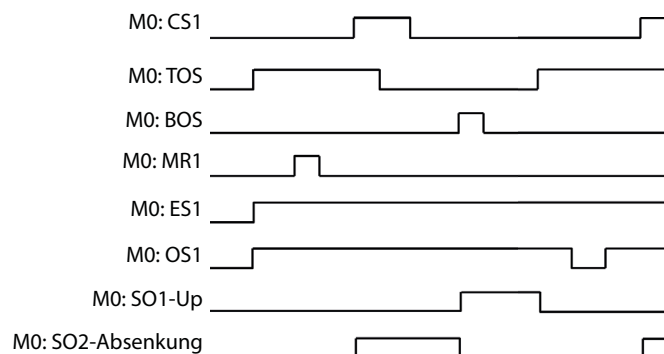 M0: CS1
M0: TOS
M0: BOS
M0: MR1
M0: ES1
M0: OS1
M0: SO1-Up
M0: SO2-Absenkung